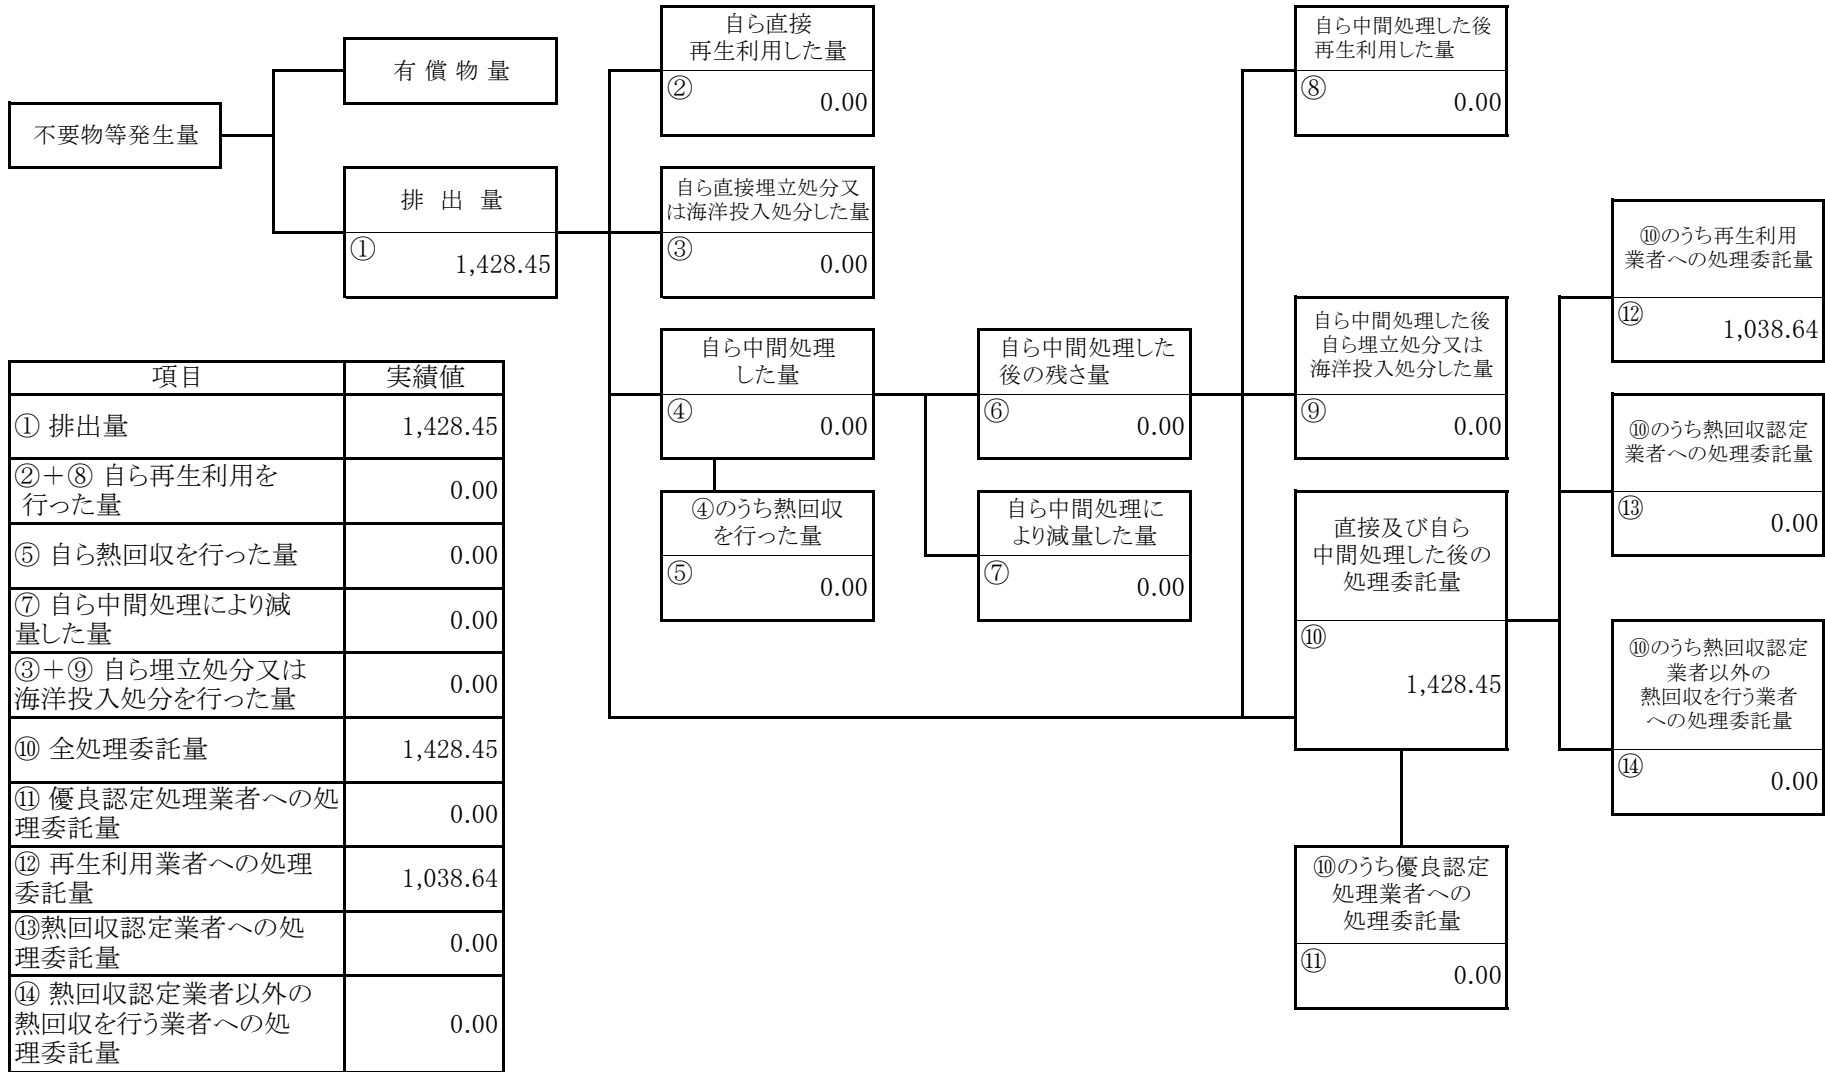 不要物等発生量
有償物量
排出量
①
1,428.45
自ら直接
再生利用した量
②
0.00
自ら直接埋立処分又
は海洋投入処分した量
③
0.00
自ら中間処理
した量
④
0.00
④のうち熱回収
を行った量
⑤
0.00
自ら中間処理した
後の残さ量
⑥
0.00
自ら中間処理に
より減量した量
⑦
0.00
自ら中間処理した後
再生利用した量
⑧
0.00
自ら中間処理した後
自ら埋立処分又は
海洋投入処分した量
⑨
0.00
直接及び自ら
中間処理した後の
処理委託量
⑩
1,428.45
⑩のうち優良認定
処理業者への
処理委託量
⑪
0.00
⑩のうち再生利用
業者への処理委託量
⑫
1,038.64
⑩のうち熱回収認定
業者への処理委託量
⑬
0.00
⑩のうち熱回収認定
業者以外の
熱回収を行う業者
への処理委託量
⑭
0.00
項目 実績値
① 排出量 1,428.45
②+⑧ 自ら再生利用を
行った量 0.00
⑤ 自ら熱回収を行った量 0.00
⑦ 自ら中間処理により減
量した量 0.00
③+⑨ 自ら埋立処分又は
海洋投入処分を行った量 0.00
⑩ 全処理委託量 1,428.45
⑪ 優良認定処理業者への処
理委託量 0.00
⑫ 再生利用業者への処理
委託量 1,038.64
⑬熱回収認定業者への処
理委託量 0.00
⑭ 熱回収認定業者以外の
熱回収を行う業者への処
理委託量 0.00